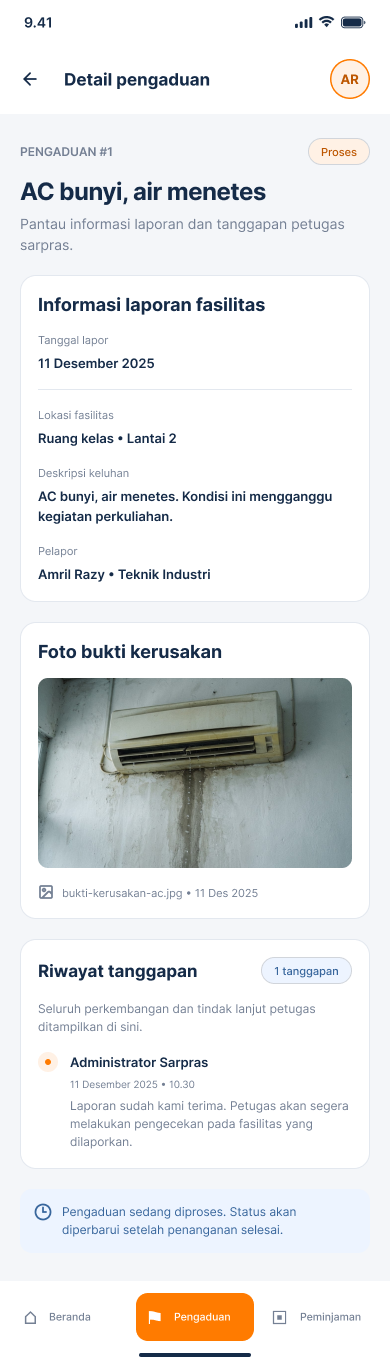 9.41
Detail pengaduan
AR
PENGADUAN #1
Proses
AC bunyi, air menetes
Pantau informasi laporan dan tanggapan petugas
sarpras.
Informasi laporan fasilitas
Tanggal lapor
11 Desember 2025
Lokasi fasilitas
Ruang kelas • Lantai 2
Deskripsi keluhan
AC bunyi, air menetes. Kondisi ini mengganggu
kegiatan perkuliahan.
Pelapor
Amril Razy • Teknik Industri
Foto bukti kerusakan
bukti-kerusakan-ac.jpg • 11 Des 2025
Riwayat tanggapan
1 tanggapan
Seluruh perkembangan dan tindak lanjut petugas
ditampilkan di sini.
Administrator Sarpras
11 Desember 2025 • 10.30
Laporan sudah kami terima. Petugas akan segera
melakukan pengecekan pada fasilitas yang
dilaporkan.
Pengaduan sedang diproses. Status akan
diperbarui setelah penanganan selesai.
Beranda
Pengaduan
Peminjaman